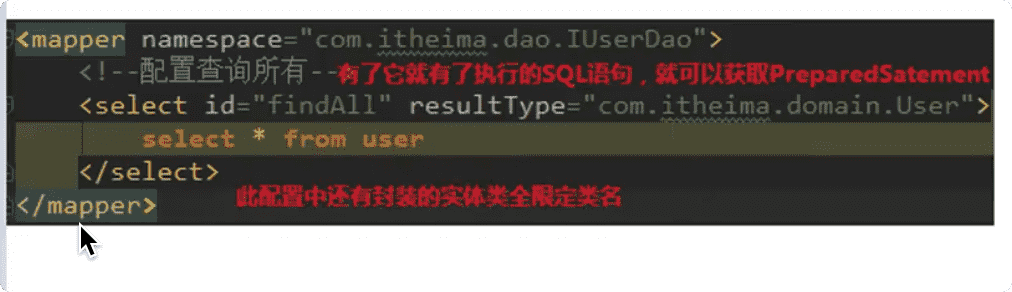 <mapper namespace="com.itheima.dao.IUserDao">
<!--配置查询所有--有了它就有了执行的SQL语句，就可以获取PreparedSatement
<select id="findAll" resultType="com.itheima.domain.User">
select * from user
</select>
此配置中还有封装的实体类全限定类名
</mapper>